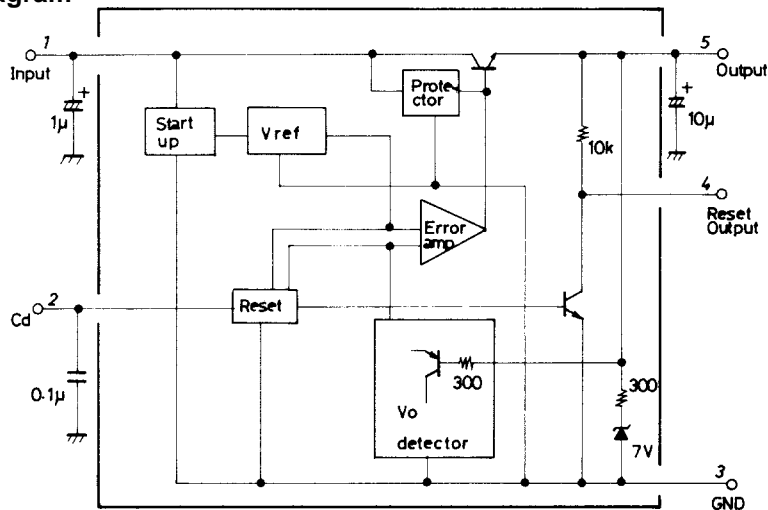 1
Input
+
1μ
Start
up
Vref
Prote
ctor
5
Output
+
10μ
10k
4
Reset
Output
Error
amp
2
Cd
Reset
0.1μ
300
Vo
detector
300
7V
3
GND